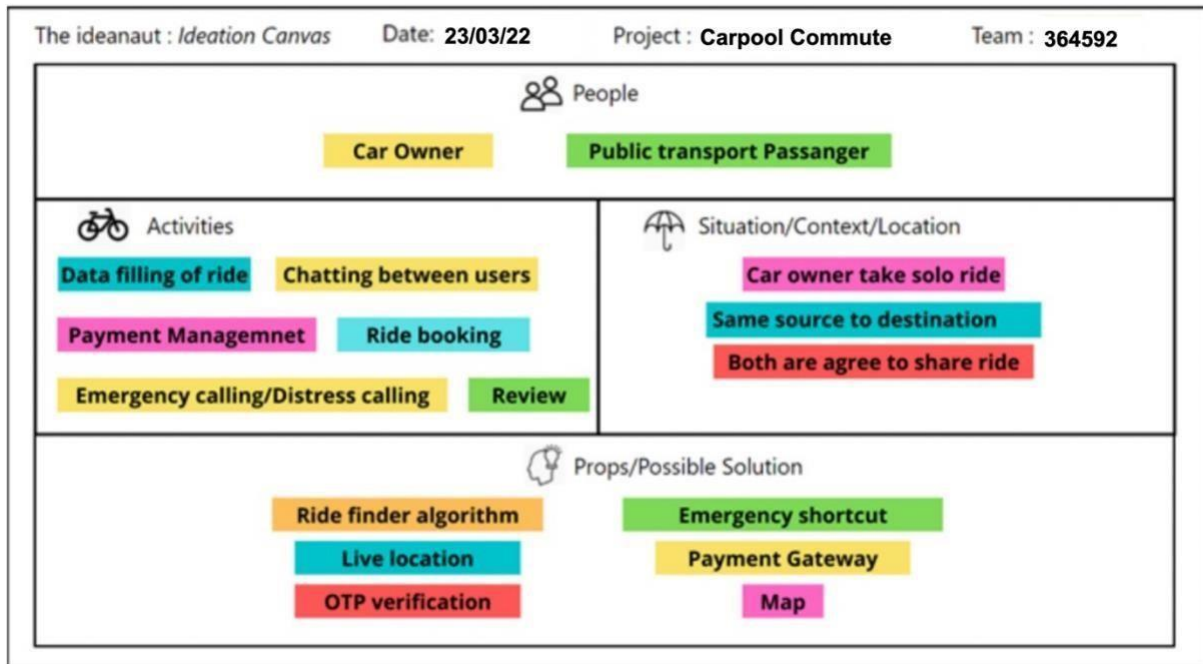 The ideanaut : Ideation Canvas Date: 23/03/22 Project : Carpool Commute Team : 364592
People
Car Owner Public transport Passanger
Activities
Data filling of ride Chatting between users
Payment Managemnet Ride booking
Emergency calling/Distress calling Review
Situation/Context/Location
Car owner take solo ride
Same source to destination
Both are agree to share ride
Props/Possible Solution
Ride finder algorithm Emergency shortcut
Live location Payment Gateway
OTP verification Map